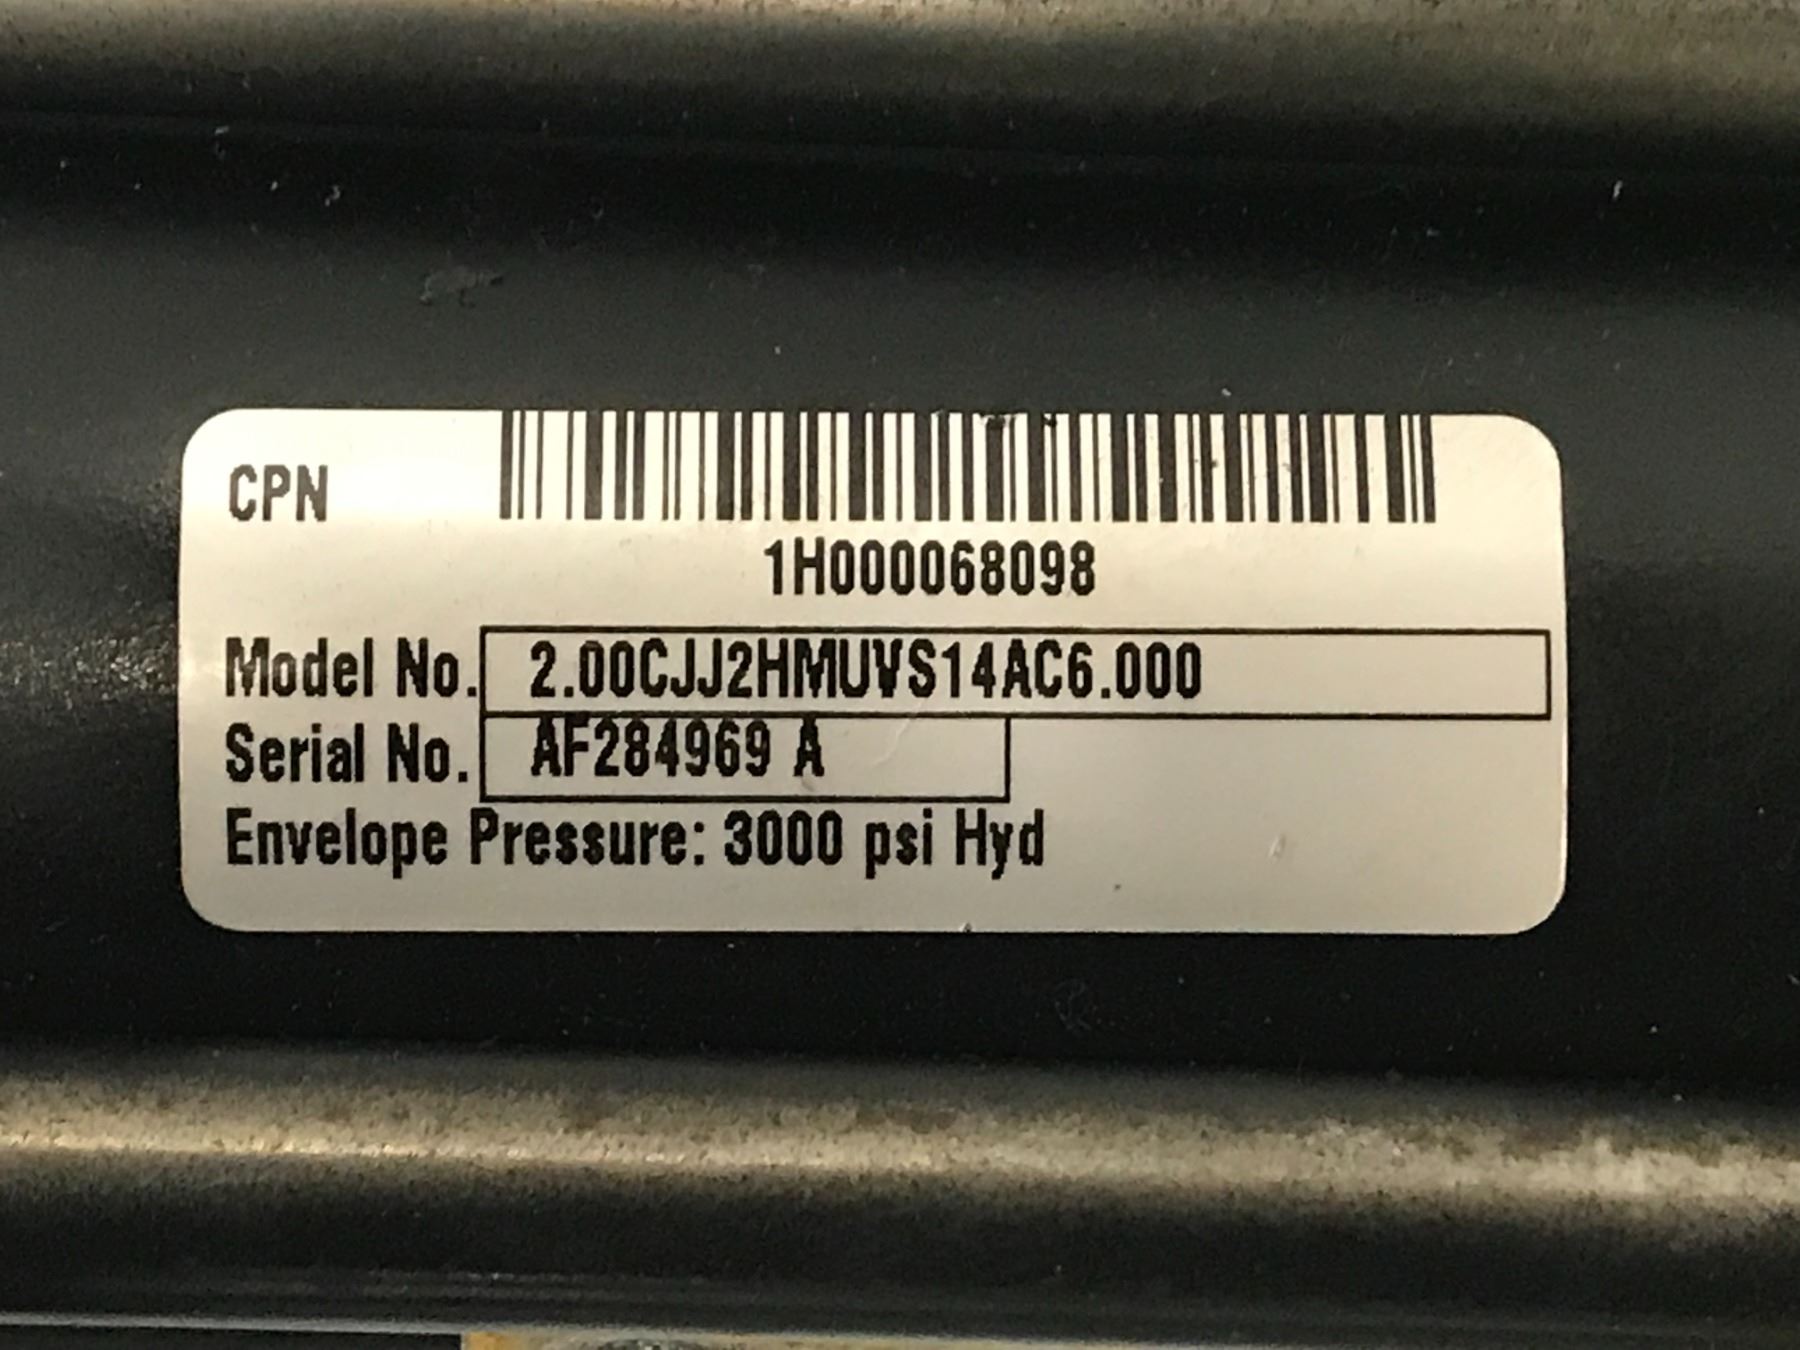 CPN
1H000068098
Model No. 2.00CJJ2HMUVS14AC6.000
Serial No. AF284969 A
Envelope Pressure: 3000 psi Hyd